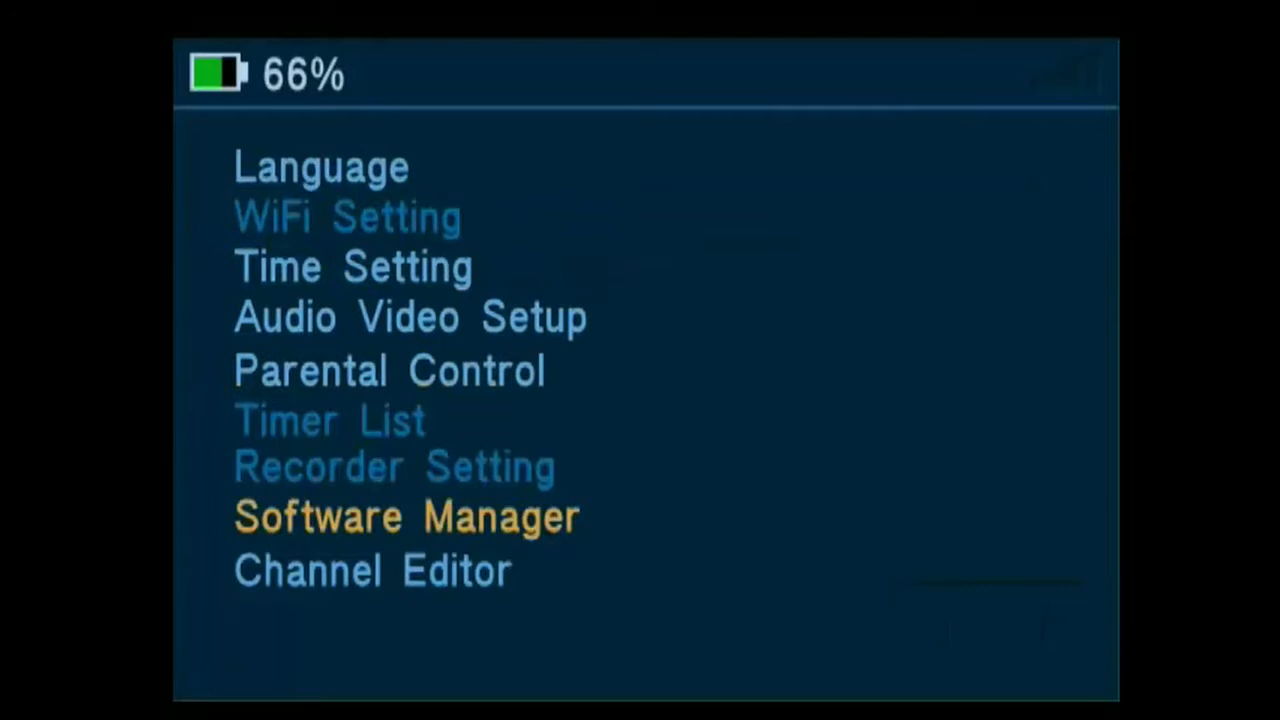 66%
Language
WiFi Setting
Time Setting
Audio Video Setup
Parental Control
Timer List
Recorder Setting
Software Manager
Channel Editor